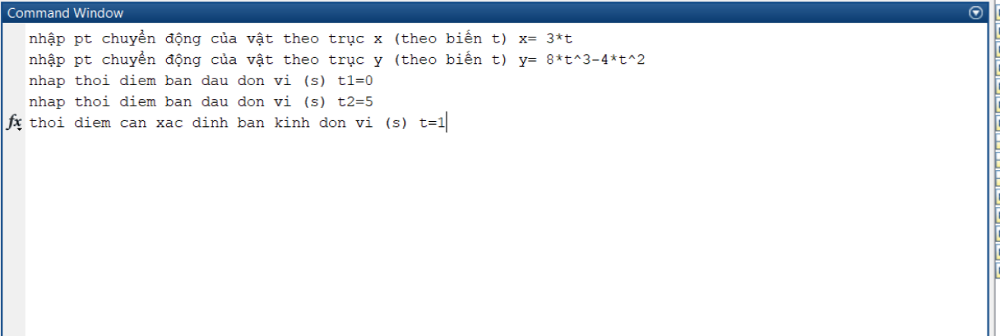 Command Window
nhập pt chuyển động của vật theo trục x (theo biến t) x= 3*t
nhập pt chuyển động của vật theo trục y (theo biến t) y= 8*t^3-4*t^2
nhap thoi diem ban dau don vi (s) t1=0
nhap thoi diem ban dau don vi (s) t2=5
fx thoi diem can xac dinh ban kinh don vi (s) t=1